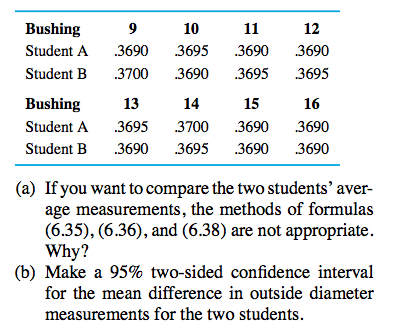 Bushing 9 10 11 12
Student A .3690 .3695 .3690 .3690
Student B .3700 .3690 .3695 .3695
Bushing 13 14 15 16
Student A .3695 .3700 .3690 .3690
Student B .3690 .3695 .3690 .3690
(a) If you want to compare the two students' aver-
age measurements, the methods of formulas
(6.35), (6.36), and (6.38) are not appropriate.
Why?
(b) Make a 95% two-sided confidence interval
for the mean difference in outside diameter
measurements for the two students.